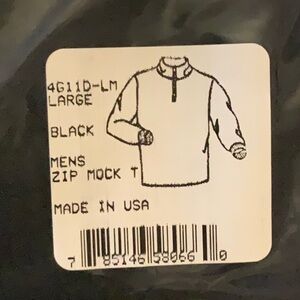 4G11D-LM
LARGE
BLACK
MENS
ZIP MOCK T
MADE IN USA
7 85146 58066 0